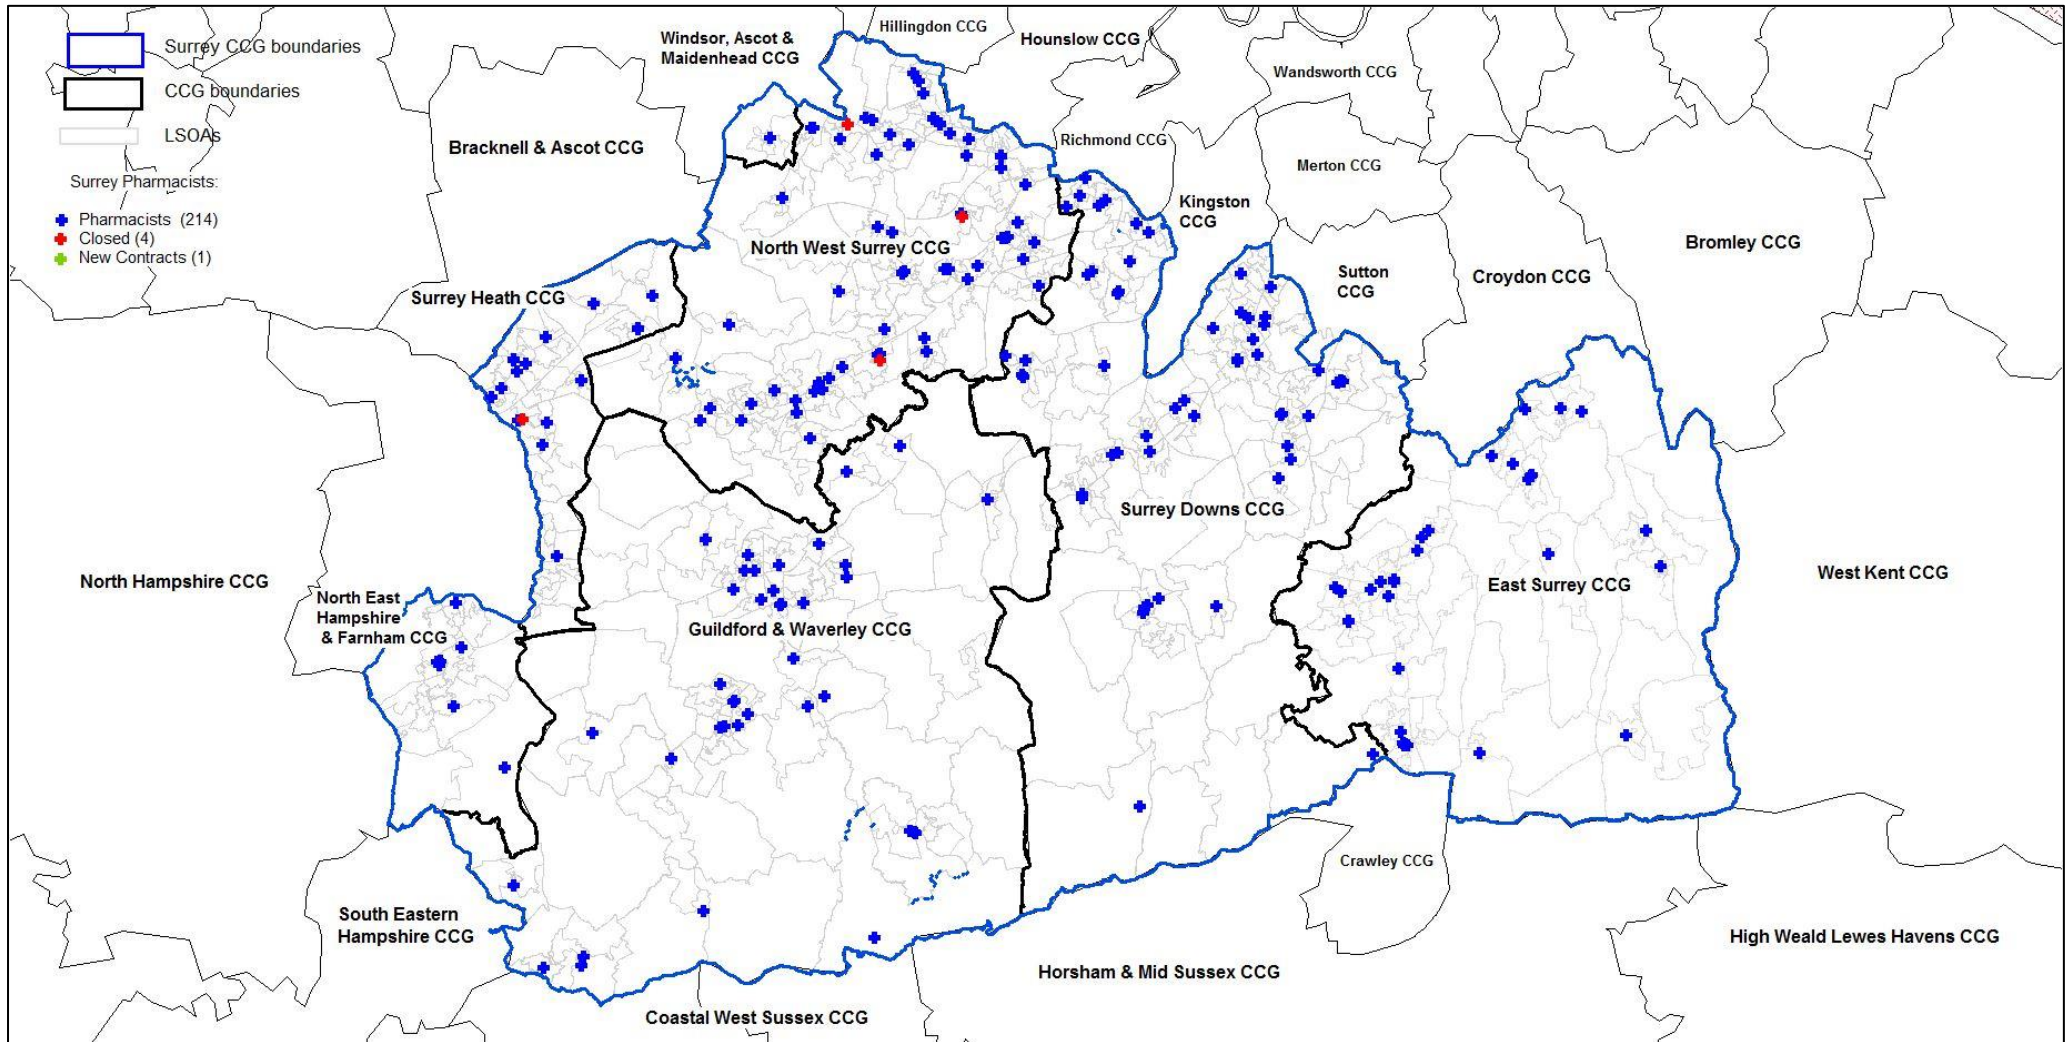 Surrey CCG boundaries
CCG boundaries
LSOAs
Surrey Pharmacists:
Pharmacists (214)
Closed (4)
New Contracts (1)
Windsor, Ascot &
Maidenhead CCG
Hillingdon CCG
Hounslow CCG
Wandsworth CCG
Bracknell & Ascot CCG
Richmond CCG
Merton CCG
Kingston
CCG
North West Surrey CCG
Bromley CCG
Surrey Heath CCG
Sutton
CCG
Croydon CCG
Surrey Downs CCG
North Hampshire CCG
North East
Hampshire
& Farnham CCG
Guildford & Waverley CCG
East Surrey CCG
West Kent CCG
Crawley CCG
South Eastern
Hampshire CCG
High Weald Lewes Havens CCG
Horsham & Mid Sussex CCG
Coastal West Sussex CCG